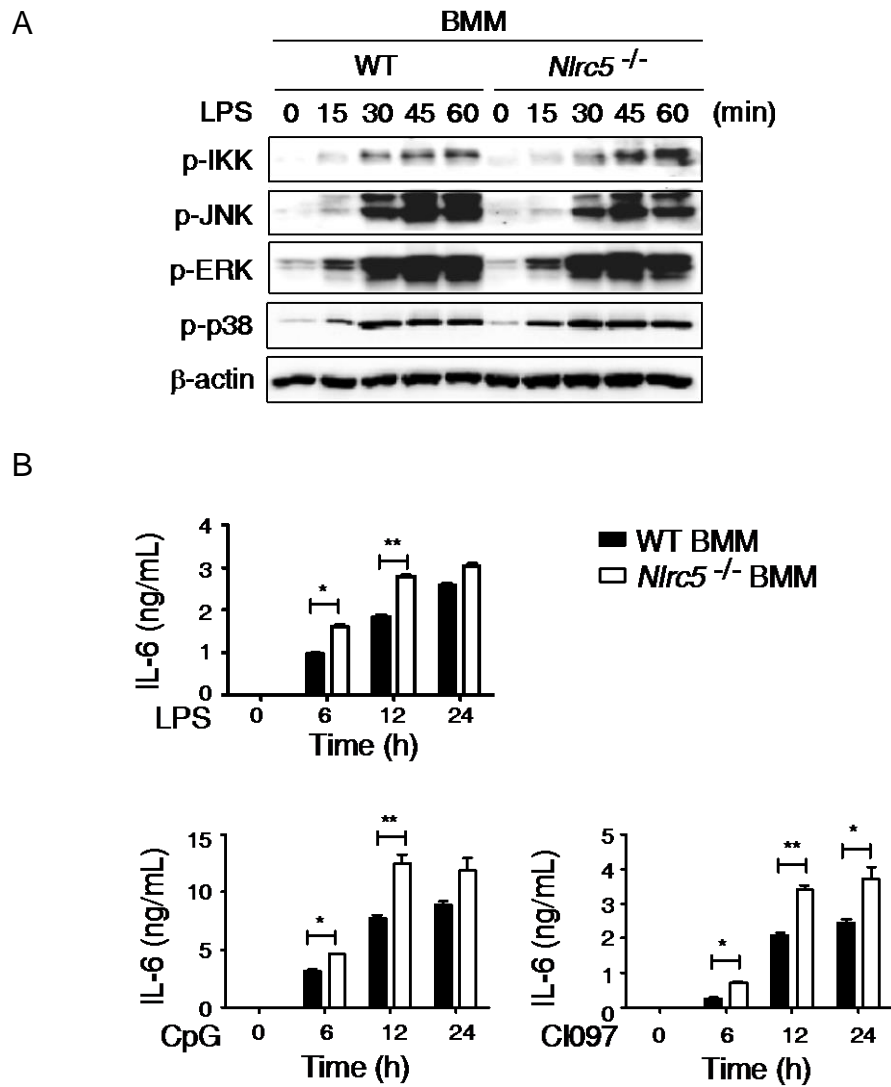 A
BMM
WT Nlrc5 -/-
LPS 0 15 30 45 60 0 15 30 45 60 (min)
p-IKK
p-JNK
p-ERK
p-p38
β-actin
B
IL-6 (ng/mL)
4
3
2
1
0
* **
LPS 0 6 12 24
Time (h)
WT BMM
Nlrc5 -/- BMM
IL-6 (ng/mL)
15
10
5
0
* **
CpG 0 6 12 24
Time (h)
IL-6 (ng/mL)
5
4
3
2
1
0
* ** *
Cl097 0 6 12 24
Time (h)